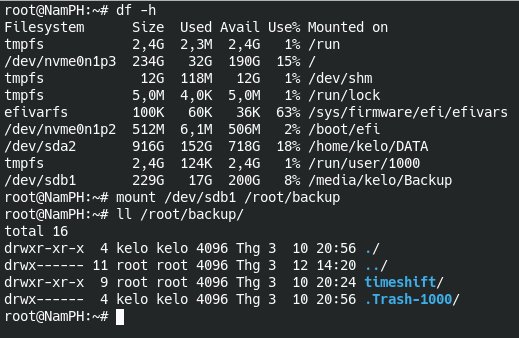 root@NamPH:~# df -h
Filesystem      Size  Used Avail Use% Mounted on
tmpfs           2,4G  2,3M  2,4G   1% /run
/dev/nvme0n1p3  234G   32G  190G  15% /
tmpfs            12G  118M   12G   1% /dev/shm
tmpfs           5,0M  4,0K  5,0M   1% /run/lock
efivarfs        100K   60K   36K  63% /sys/firmware/efi/efivars
/dev/nvme0n1p2  512M  6,1M  506M   2% /boot/efi
/dev/sda2       916G  152G  718G  18% /home/kelo/DATA
tmpfs           2,4G  124K  2,4G   1% /run/user/1000
/dev/sdb1       229G   17G  200G   8% /media/kelo/Backup
root@NamPH:~# mount /dev/sdb1 /root/backup
root@NamPH:~# ll /root/backup/
total 16
drwxr-xr-x  4 kelo kelo 4096 Thg 3  10 20:56 ./
drwx------ 11 root root 4096 Thg 3  12 14:20 ../
drwxr-xr-x  9 root root 4096 Thg 3  10 20:24 timeshift/
drwx------  4 kelo kelo 4096 Thg 3  10 20:56 .Trash-1000/
root@NamPH:~#